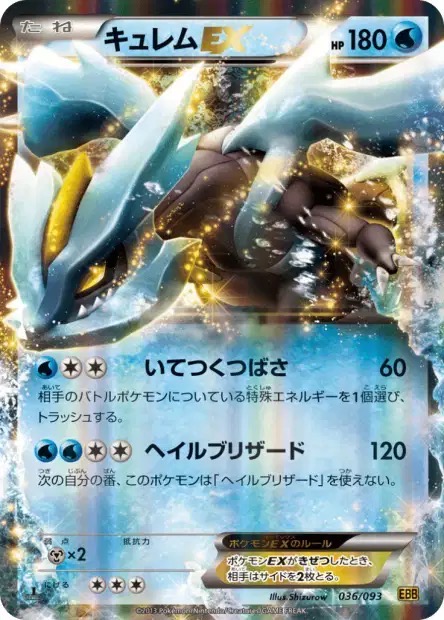 たね キュレムEX HP180
いてつくつばさ 60
相手のバトルポケモンについている特殊エネルギーを1個選び、
トラッシュする。
ヘイルブリザード 120
次の自分の番、このポケモンは「ヘイルブリザード」を使えない。
弱点 抵抗力
×2
ポケモンEXのルール
ポケモンEXがきぜつしたとき、
相手はサイドを2枚とる。
にげる
Illus. Shizurow 036/093 EBB
©2013 Pokémon/Nintendo/Creatures/GAME FREAK.